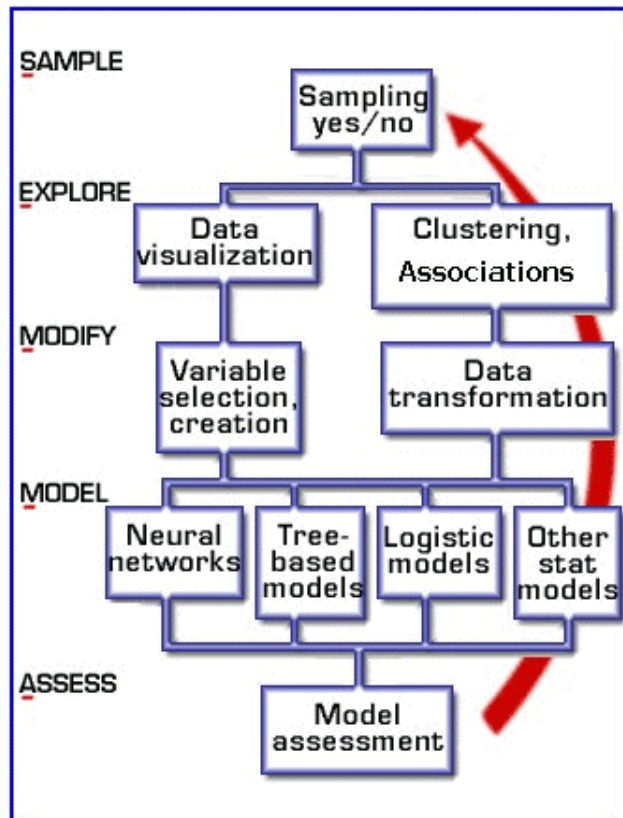 SAMPLE
Sampling
yes/no
EXPLORE
Data
visualization
Clustering,
Associations
MODIFY
Variable
selection,
creation
Data
transformation
MODEL
Neural
networks
Tree-
based
models
Logistic
models
Other
stat
models
ASSESS
Model
assessment